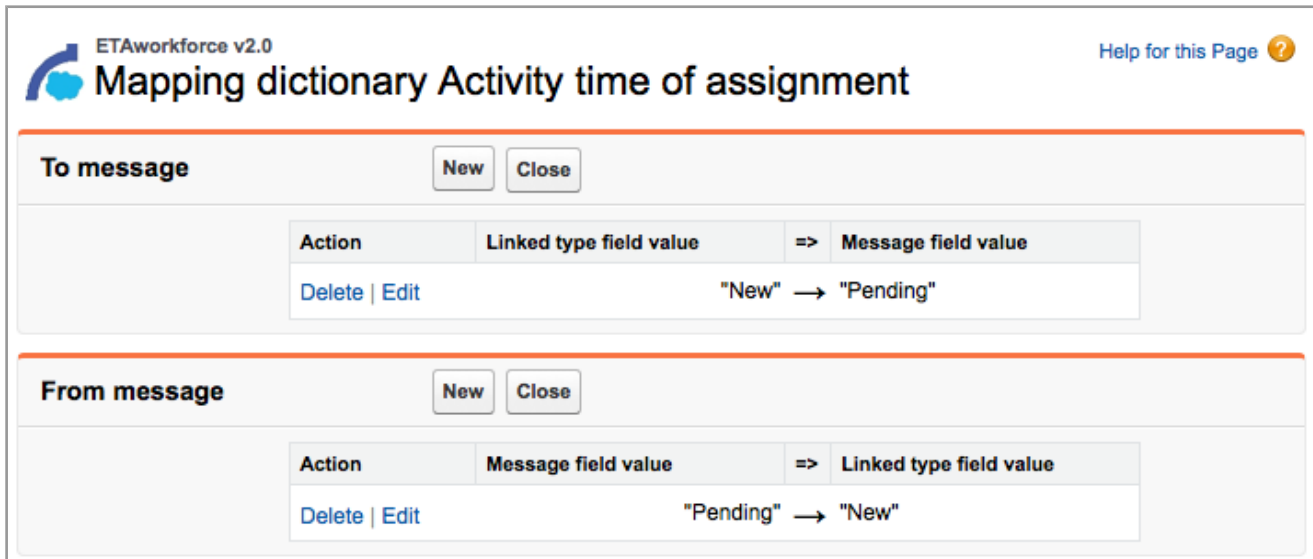 ETAworkforce v2.0
Mapping dictionary Activity time of assignment
Help for this Page ?
To message New Close
Action Linked type field value => Message field value
Delete | Edit "New" → "Pending"
From message New Close
Action Message field value => Linked type field value
Delete | Edit "Pending" → "New"